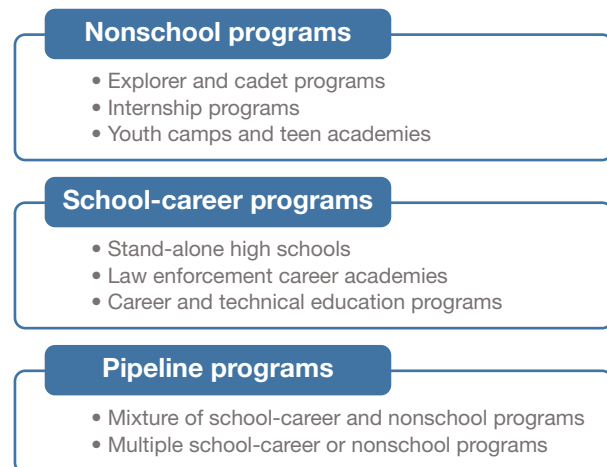 Nonschool programs
• Explorer and cadet programs
• Internship programs
• Youth camps and teen academies
School-career programs
• Stand-alone high schools
• Law enforcement career academies
• Career and technical education programs
Pipeline programs
• Mixture of school-career and nonschool programs
• Multiple school-career or nonschool programs